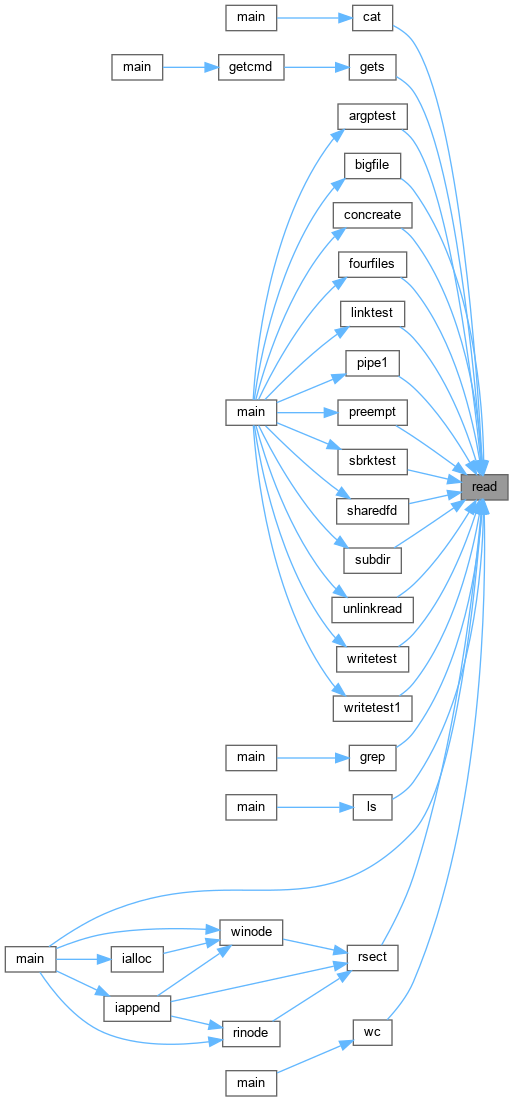 main
cat
main
getcmd
gets
argptest
bigfile
concreate
fourfiles
linktest
pipe1
main
preempt
sbrktest
read
sharedfd
subdir
unlinkread
writetest
writetest1
main
grep
main
ls
winode
main
ialloc
rsect
iappend
rinode
wc
main